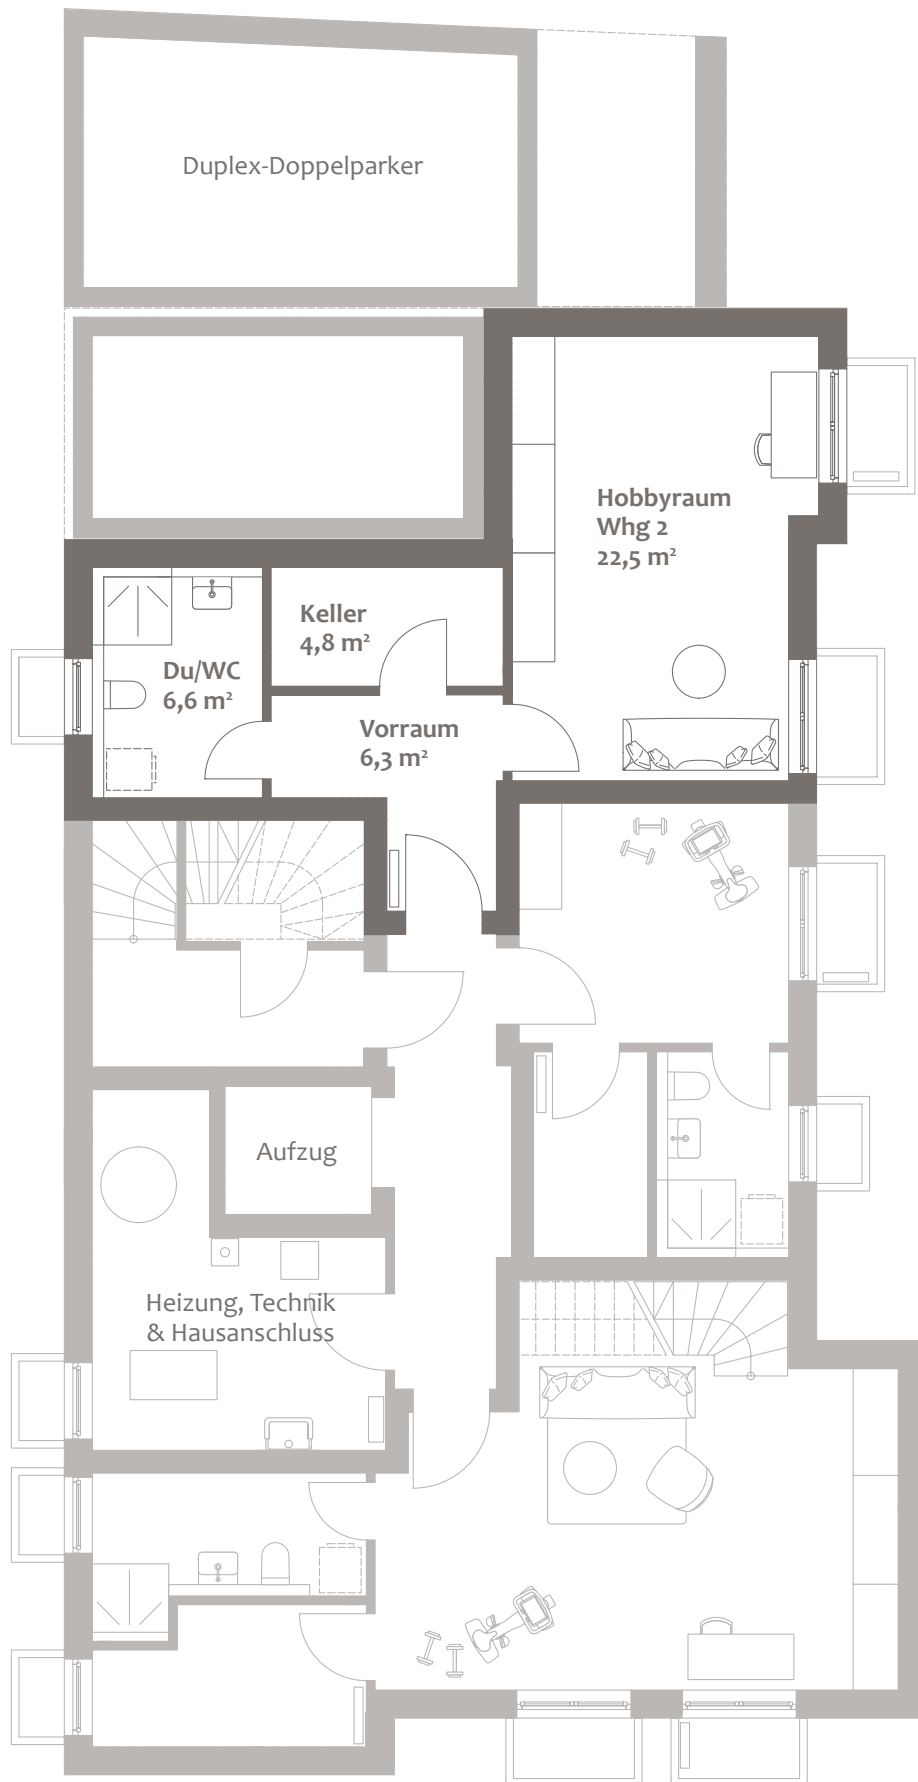 Duplex-Doppelparker
Hobbyraum
Whg 2
22,5 m²
Keller
4,8 m²
Du/WC
6,6 m²
Vorraum
6,3 m²
Aufzug
Heizung, Technik
& Hausanschluss